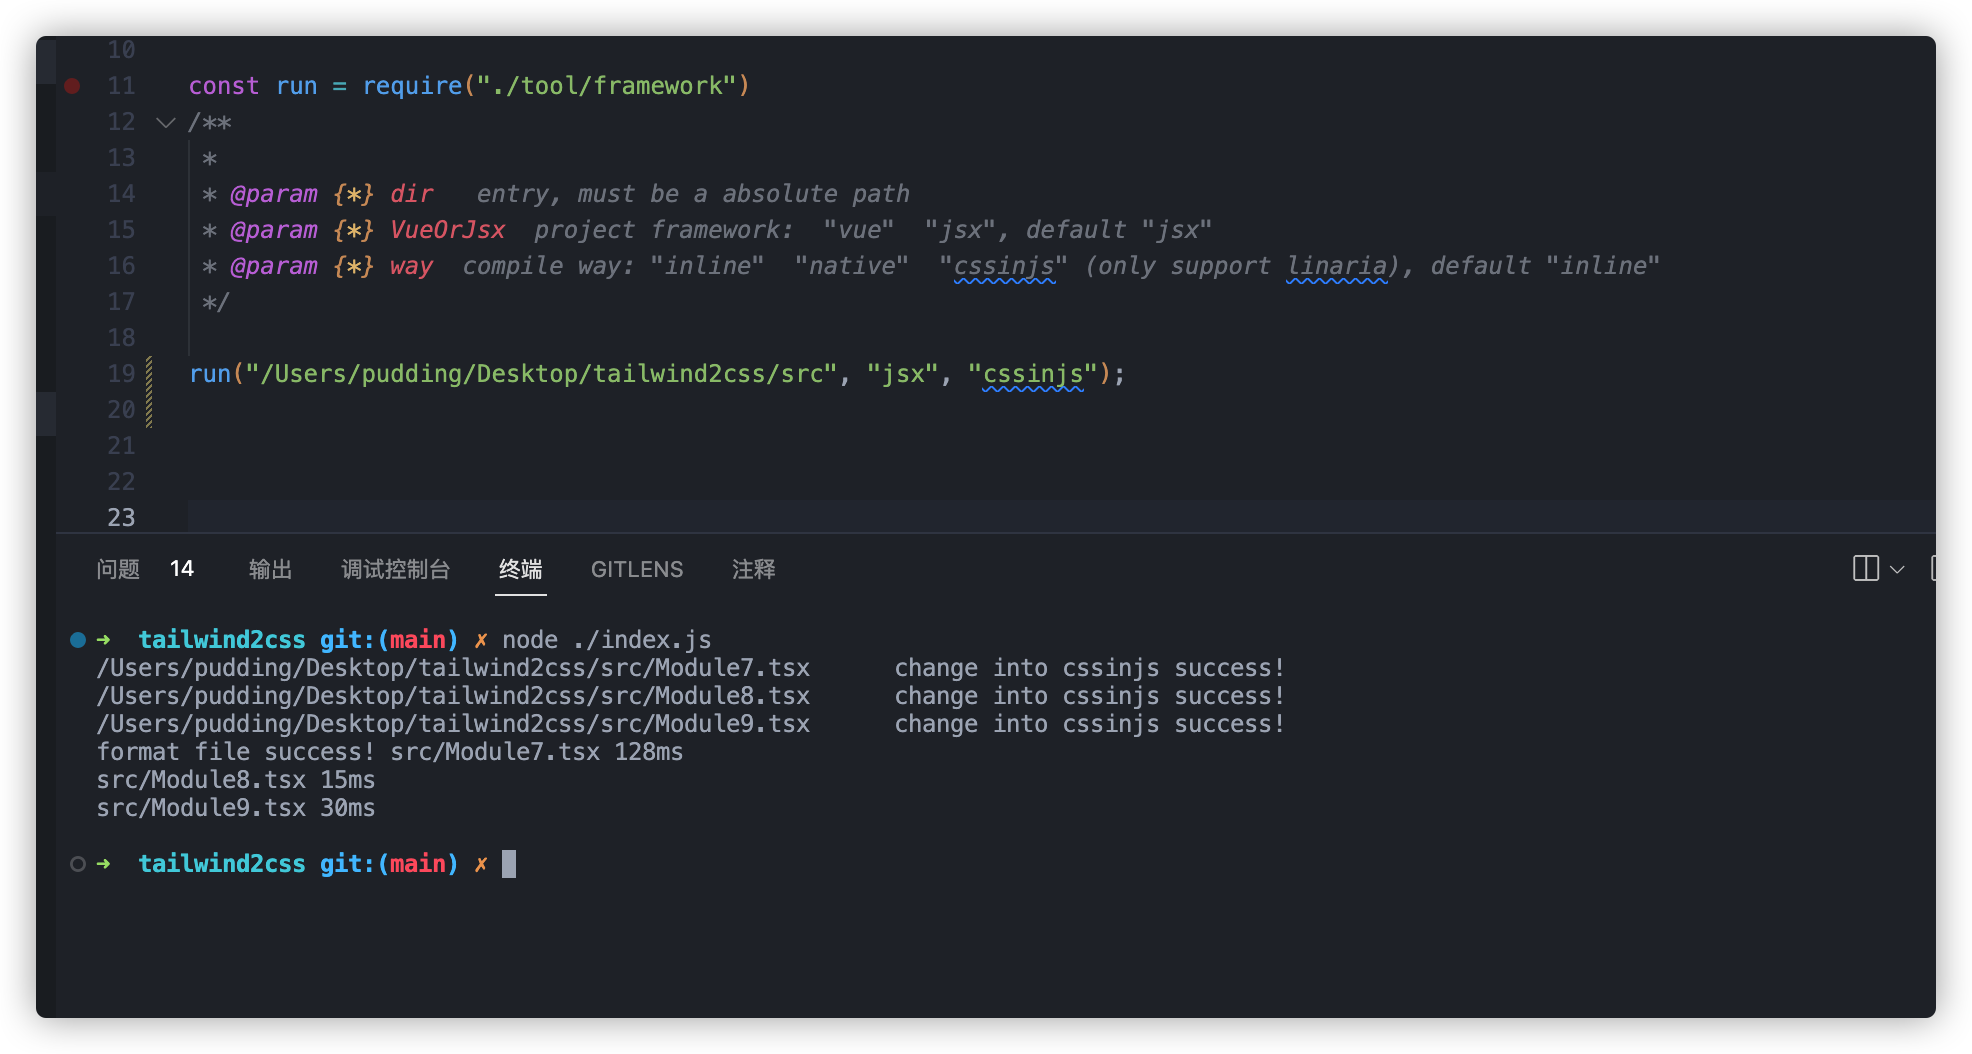 10
11 const run = require("./tool/framework")
12 /**
13 *
14 * @param {*} dir   entry, must be a absolute path
15 * @param {*} VueOrJsx  project framework:  "vue"  "jsx", default "jsx"
16 * @param {*} way  compile way: "inline"  "native"  "cssinjs" (only support linaria), default "inline"
17 */
18
19 run("/Users/pudding/Desktop/tailwind2css/src", "jsx", "cssinjs");
20
21
22
23
问题 14 输出 调试控制台 终端 GITLENS 注释
➜  tailwind2css git:(main) ✗ node ./index.js
/Users/pudding/Desktop/tailwind2css/src/Module7.tsx      change into cssinjs success!
/Users/pudding/Desktop/tailwind2css/src/Module8.tsx      change into cssinjs success!
/Users/pudding/Desktop/tailwind2css/src/Module9.tsx      change into cssinjs success!
format file success! src/Module7.tsx 128ms
src/Module8.tsx 15ms
src/Module9.tsx 30ms
➜  tailwind2css git:(main) ✗